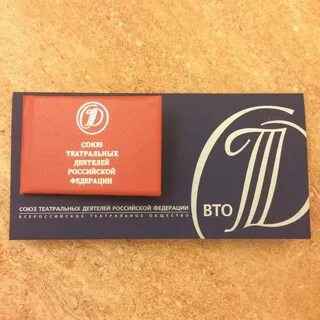 СОЮЗ
ТЕАТРАЛЬНЫХ
ДЕЯТЕЛЕЙ
РОССИЙСКОЙ
ФЕДЕРАЦИИ
ВТО
СОЮЗ ТЕАТРАЛЬНЫХ ДЕЯТЕЛЕЙ РОССИЙСКОЙ ФЕДЕРАЦИИ
ВСЕРОССИЙСКОЕ ТЕАТРАЛЬНОЕ ОБЩЕСТВО